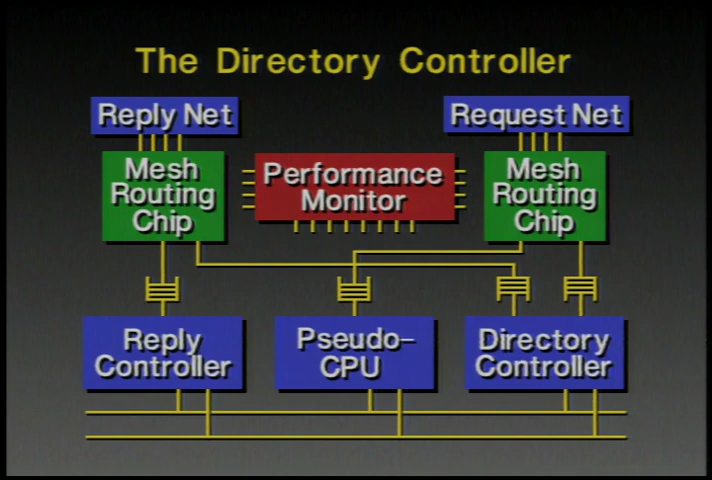 The Directory Controller
Reply Net
Request Net
Mesh
Routing
Chip
Performance
Monitor
Mesh
Routing
Chip
Reply
Controller
Pseudo-
CPU
Directory
Controller